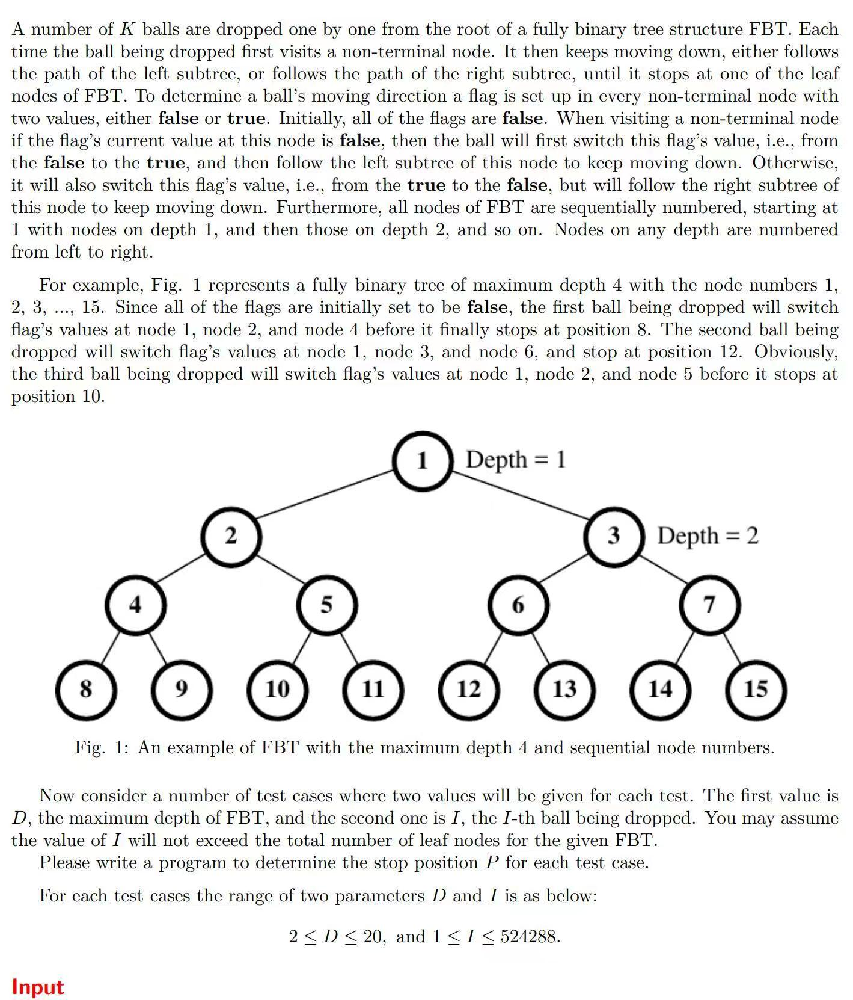 A number of K balls are dropped one by one from the root of a fully binary tree structure FBT. Each
time the ball being dropped first visits a non-terminal node. It then keeps moving down, either follows
the path of the left subtree, or follows the path of the right subtree, until it stops at one of the leaf
nodes of FBT. To determine a ball's moving direction a flag is set up in every non-terminal node with
two values, either false or true. Initially, all of the flags are false. When visiting a non-terminal node
if the flag's current value at this node is false, then the ball will first switch this flag's value, i.e., from
the false to the true, and then follow the left subtree of this node to keep moving down. Otherwise,
it will also switch this flag's value, i.e., from the true to the false, but will follow the right subtree of
this node to keep moving down. Furthermore, all nodes of FBT are sequentially numbered, starting at
1 with nodes on depth 1, and then those on depth 2, and so on. Nodes on any depth are numbered
from left to right.
For example, Fig. 1 represents a fully binary tree of maximum depth 4 with the node numbers 1,
2, 3, ..., 15. Since all of the flags are initially set to be false, the first ball being dropped will switch
flag's values at node 1, node 2, and node 4 before it finally stops at position 8. The second ball being
dropped will switch flag's values at node 1, node 3, and node 6, and stop at position 12. Obviously,
the third ball being dropped will switch flag's values at node 1, node 2, and node 5 before it stops at
position 10.
1 Depth = 1
2 3 Depth = 2
4 5 6 7
8 9 10 11 12 13 14 15
Fig. 1: An example of FBT with the maximum depth 4 and sequential node numbers.
Now consider a number of test cases where two values will be given for each test. The first value is
D, the maximum depth of FBT, and the second one is I, the I-th ball being dropped. You may assume
the value of I will not exceed the total number of leaf nodes for the given FBT.
Please write a program to determine the stop position P for each test case.
For each test cases the range of two parameters D and I is as below:
2 ≤ D ≤ 20, and 1 ≤ I ≤ 524288.
Input